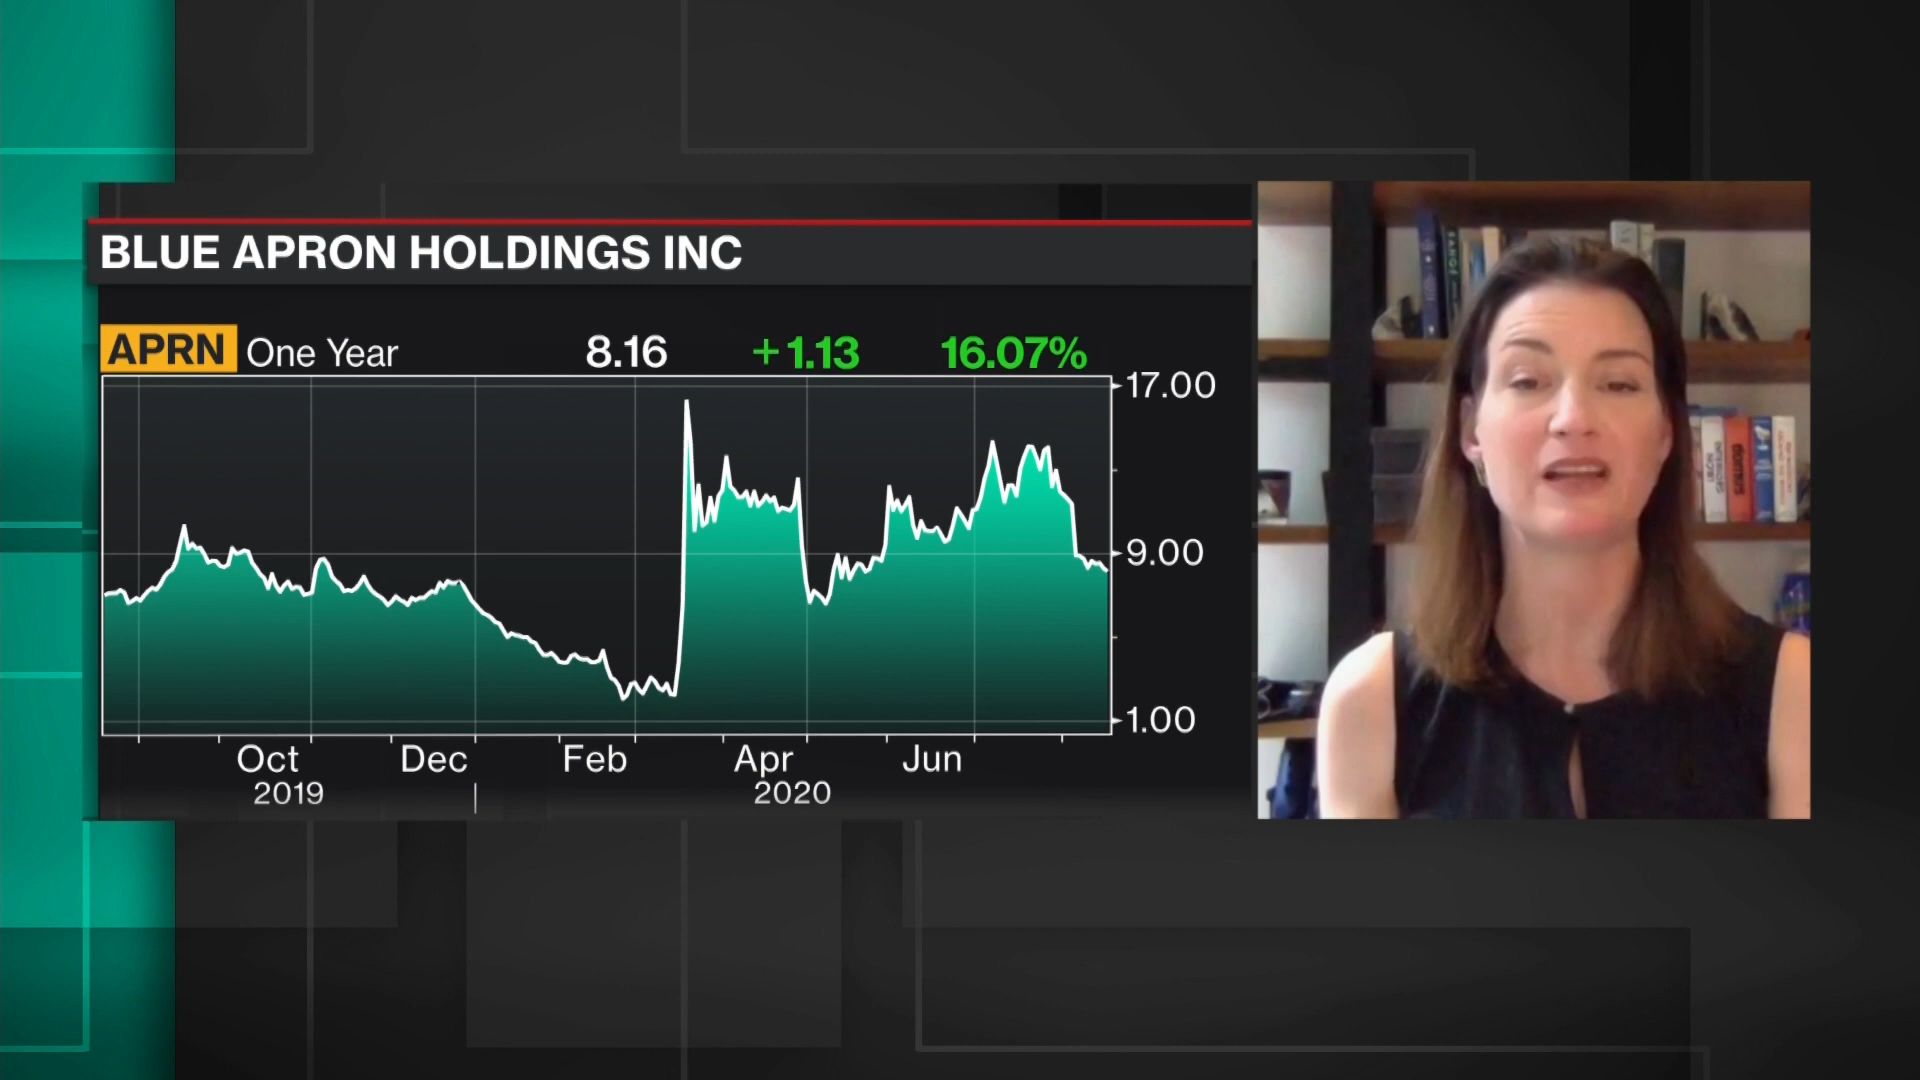 BLUE APRON HOLDINGS INC
APRN One Year 8.16 +1.13 16.07%
17.00
9.00
1.00
Oct Dec Feb Apr Jun
2019 2020